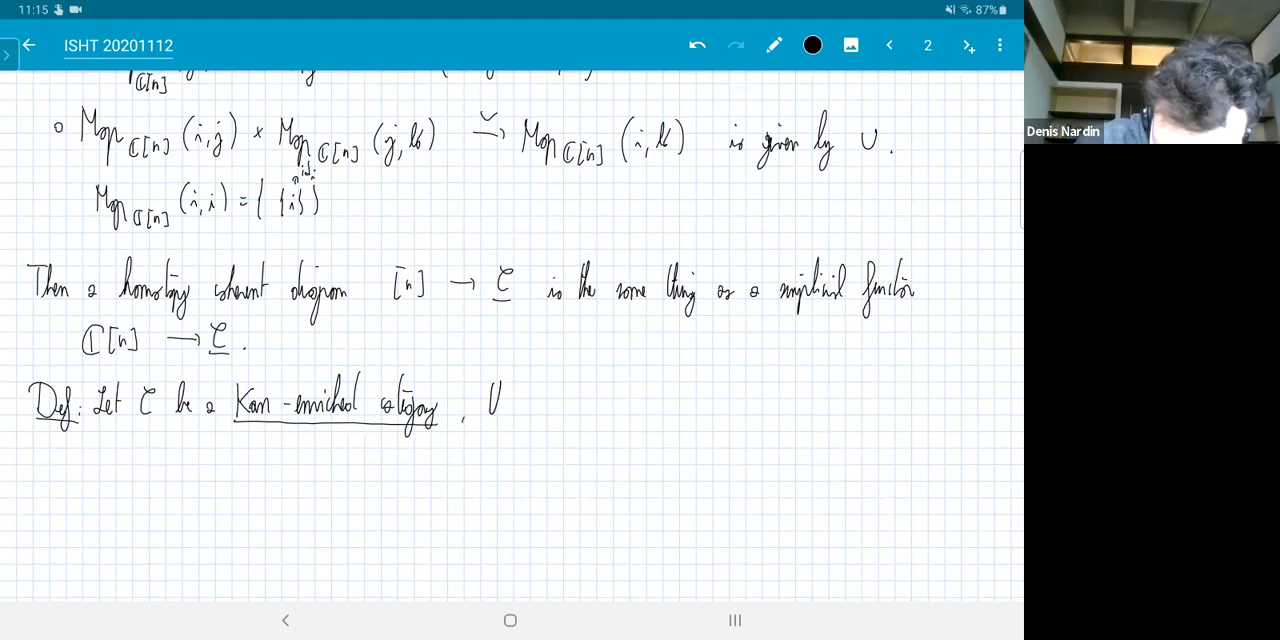 11:15
87%
ISHT 20201112
2
Denis Nardin
ℂ[n]
∘ Map_ℂ[n] (i,j) × Map_ℂ[n] (j,k) → Map_ℂ[n] (i,k) is given by ∪.
Map_ℂ[n] (i,i) = { {i} }
Then a homotopy coherent diagram [n] → C is the same thing as a simplicial functor
ℂ[n] → C.
Def: Let C be a Kan-enriched category,